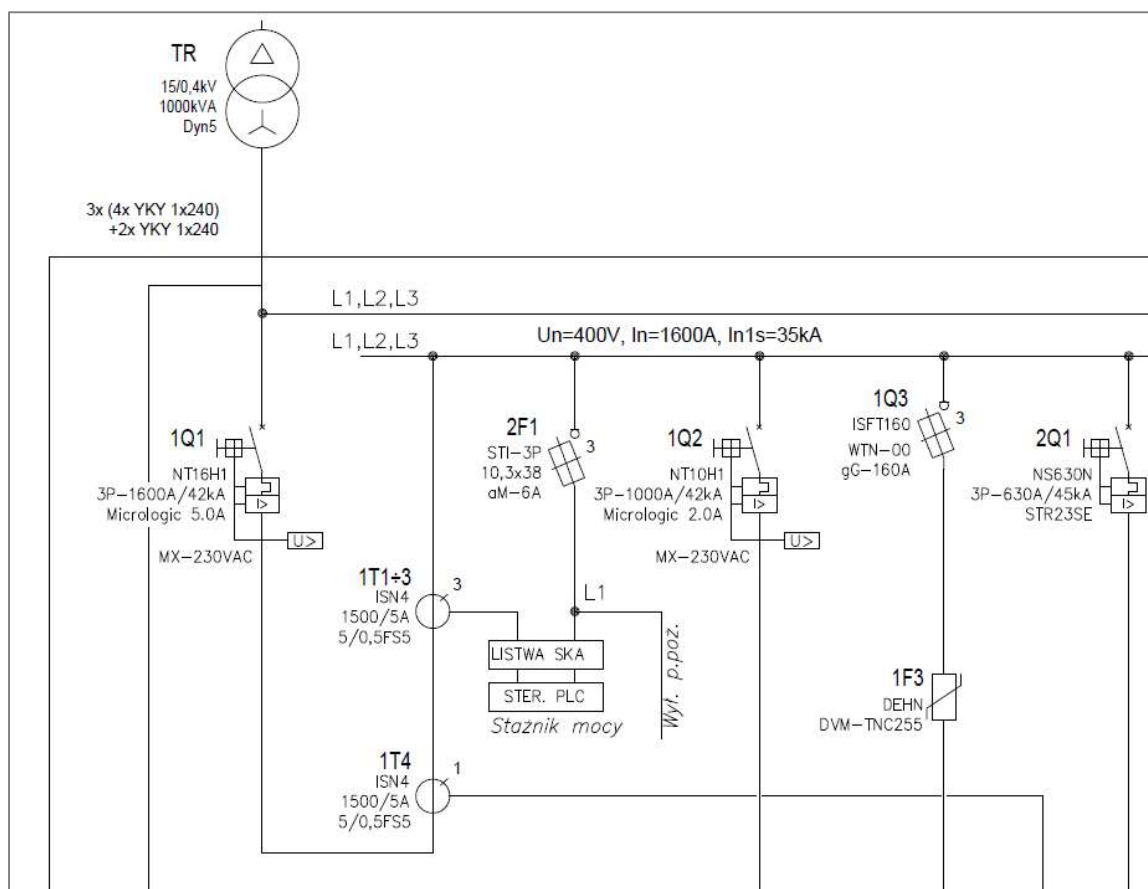 TR
15/0,4kV
1000kVA
Dyn5
3x (4x YKY 1x240)
+2x YKY 1x240
L1,L2,L3
L1,L2,L3
Un=400V, In=1600A, In1s=35kA
1Q1
NT16H1
3P-1600A/42kA
Micrologic 5.0A
I>
U>
MX-230VAC
2F1
3
STI-3P
10,3x38
aM-6A
1Q2
NT10H1
3P-1000A/42kA
Micrologic 2.0A
I>
U>
MX-230VAC
1Q3
ISFT160
3
WTN-00
gG-160A
2Q1
NS630N
3P-630A/45kA
STR23SE
I>
1T1÷3
3
ISN4
1500/5A
5/0,5FS5
L1
LISTWA SKA
STER. PLC
Stażnik mocy
Wył. p.poz.
1F3
DEHN
DVM-TNC255
1T4
1
ISN4
1500/5A
5/0,5FS5